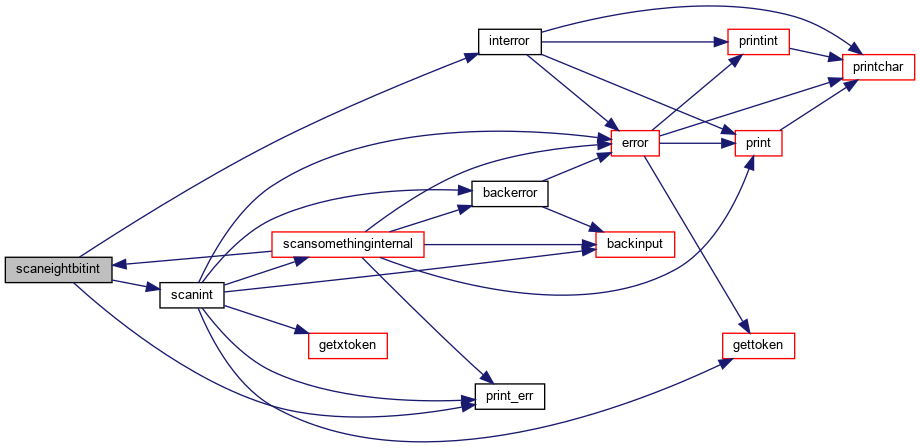 interror
printint
printchar
error
print
backerror
scansomethinginternal
backinput
scaneightbitint
scanint
getxtoken
gettoken
print_err